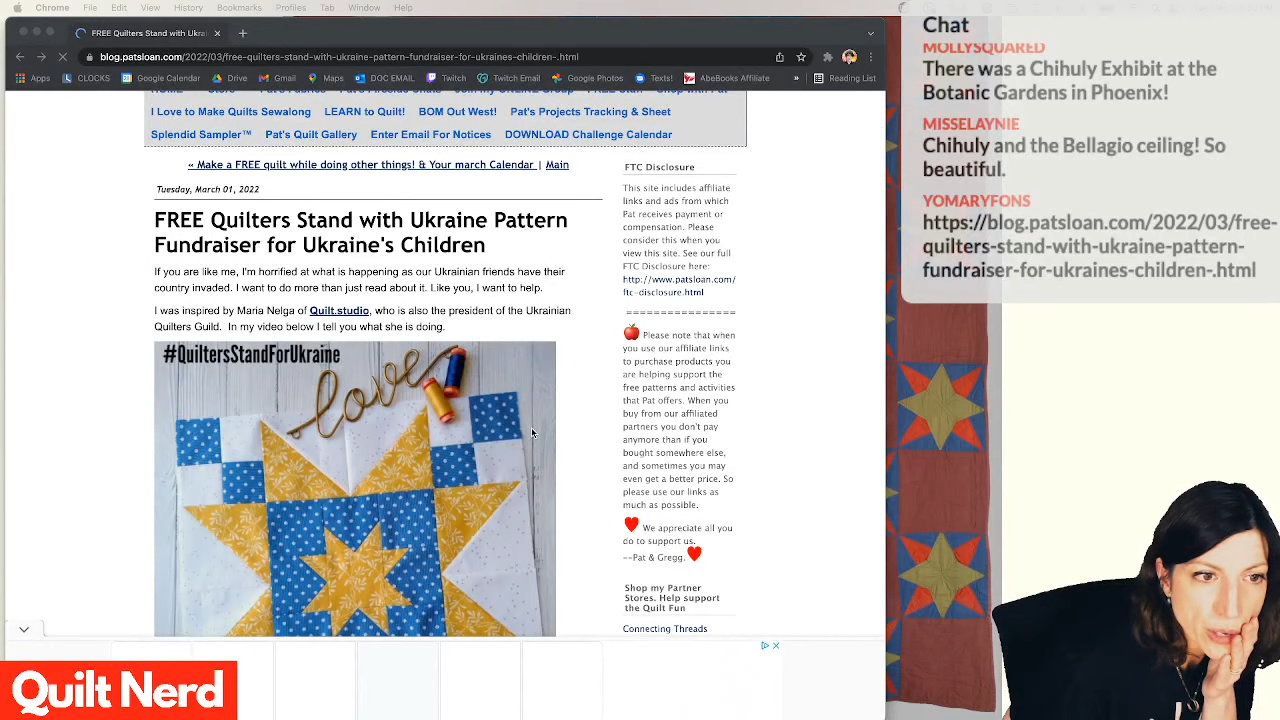 Chrome File Edit View History Bookmarks Profiles Tab Window Help
FREE Quilters Stand with Ukra
blog.patsloan.com/2022/03/free-quilters-stand-with-ukraine-pattern-fundraiser-for-ukraines-children-.html
Apps CLOCKS Google Calendar Drive Gmail Maps DOC EMAIL Twitch Twitch Email Google Photos Texts! AbeBooks Affiliate » Reading List
I Love to Make Quilts Sewalong LEARN to Quilt! BOM Out West! Pat's Projects Tracking & Sheet
Splendid Sampler™ Pat's Quilt Gallery Enter Email For Notices DOWNLOAD Challenge Calendar
« Make a FREE quilt while doing other things! & Your march Calendar | Main
Tuesday, March 01, 2022
FREE Quilters Stand with Ukraine Pattern
Fundraiser for Ukraine's Children
If you are like me, I'm horrified at what is happening as our Ukrainian friends have their
country invaded. I want to do more than just read about it. Like you, I want to help.
I was inspired by Maria Nelga of Quilt.studio, who is also the president of the Ukrainian
Quilters Guild. In my video below I tell you what she is doing.
#QuiltersStandForUkraine
love
FTC Disclosure
This site includes affiliate
links and ads from which
Pat receives payment or
compensation. Please
consider this when you
view this site. See our full
FTC Disclosure here:
http://www.patsloan.com/
ftc-disclosure.html
===============
Please note that when
you use our affiliate links
to purchase products you
are helping support the
free patterns and activities
that Pat offers. When you
buy from our affiliated
partners you don't pay
anymore than if you
bought somewhere else,
and sometimes you may
even get a better price. So
please use our links as
much as possible.
We appreciate all you
do to support us.
--Pat & Gregg.
Shop my Partner
Stores. Help support
the Quilt Fun
Connecting Threads
Chat
MOLLYSQUARED
There was a Chihuly Exhibit at the
Botanic Gardens in Phoenix!
MISSELAYNIE
Chihuly and the Bellagio ceiling! So
beautiful.
YOMARYFONS
https://blog.patsloan.com/2022/03/free-
quilters-stand-with-ukraine-pattern-
fundraiser-for-ukraines-children-.html
Quilt Nerd